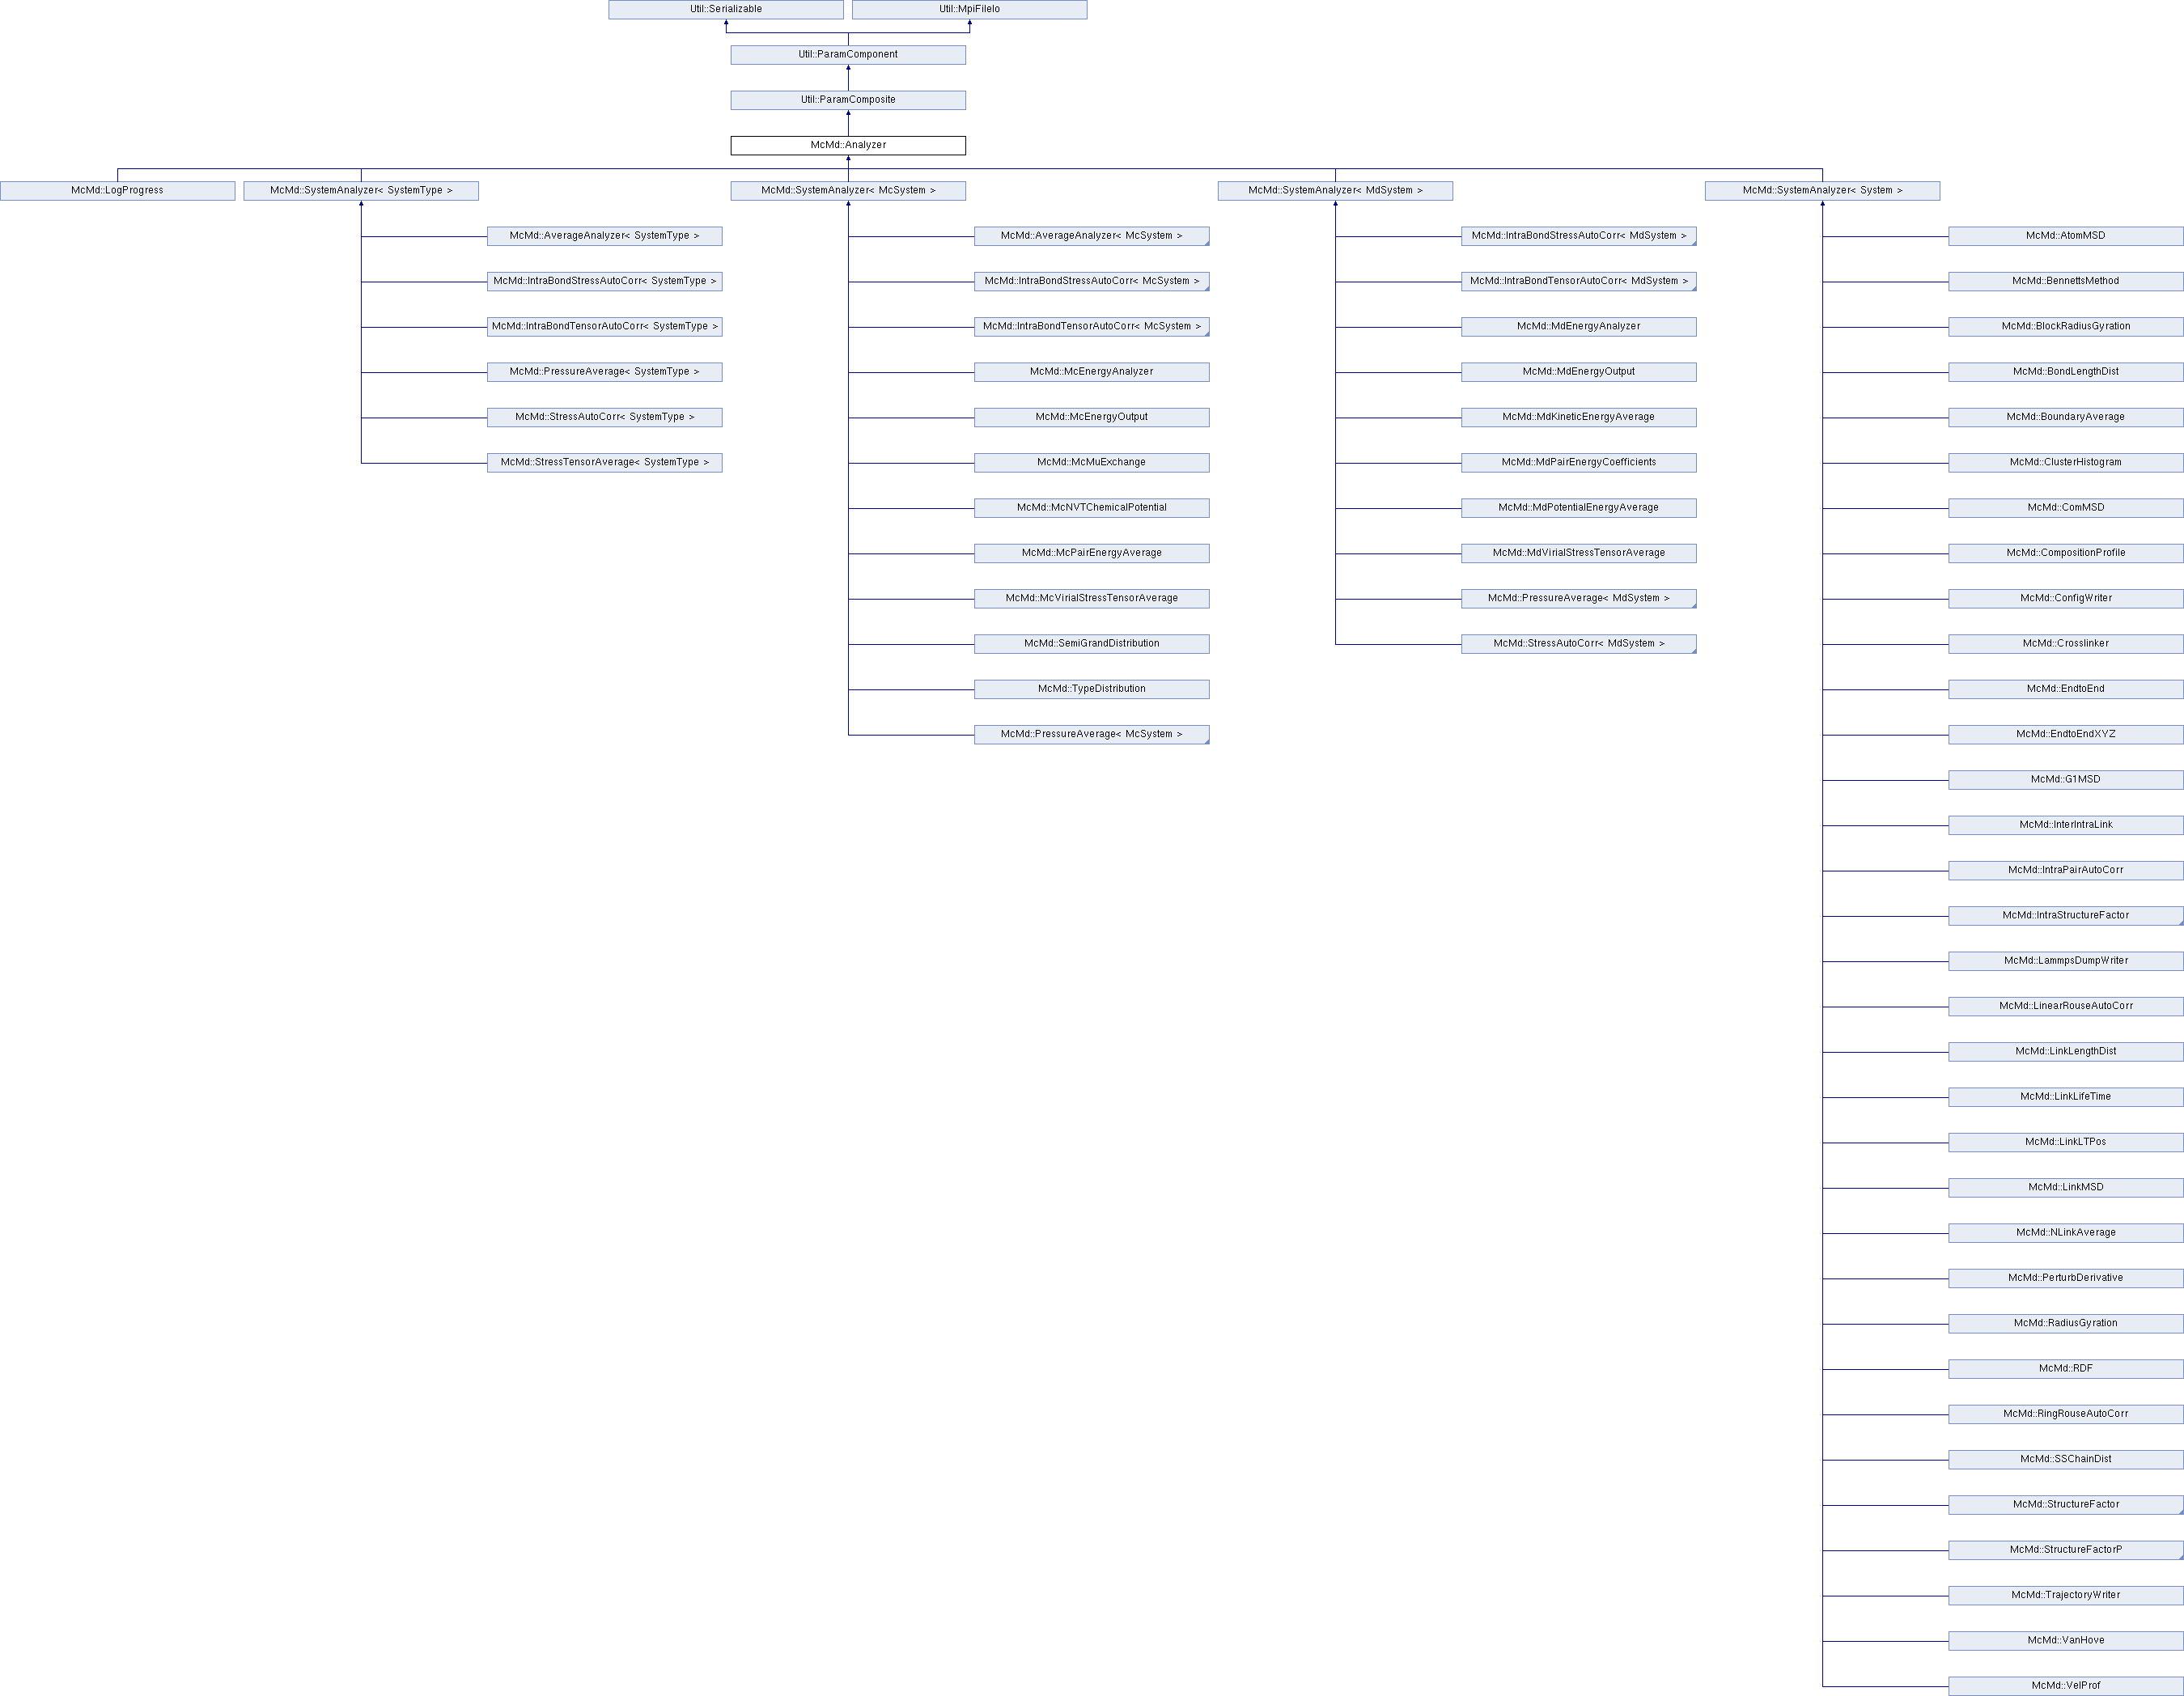 Util::Serializable
Util::MpiFileIo
Util::ParamComponent
Util::ParamComposite
McMd::Analyzer
McMd::LogProgress
McMd::SystemAnalyzer< SystemType >
McMd::SystemAnalyzer< McSystem >
McMd::SystemAnalyzer< MdSystem >
McMd::SystemAnalyzer< System >
McMd::AverageAnalyzer< SystemType >
McMd::IntraBondStressAutoCorr< SystemType >
McMd::IntraBondTensorAutoCorr< SystemType >
McMd::PressureAverage< SystemType >
McMd::StressAutoCorr< SystemType >
McMd::StressTensorAverage< SystemType >
McMd::AverageAnalyzer< McSystem >
McMd::IntraBondStressAutoCorr< McSystem >
McMd::IntraBondTensorAutoCorr< McSystem >
McMd::McEnergyAnalyzer
McMd::McEnergyOutput
McMd::McMuExchange
McMd::McNVTChemicalPotential
McMd::McPairEnergyAverage
McMd::McVirialStressTensorAverage
McMd::SemiGrandDistribution
McMd::TypeDistribution
McMd::PressureAverage< McSystem >
McMd::IntraBondStressAutoCorr< MdSystem >
McMd::IntraBondTensorAutoCorr< MdSystem >
McMd::MdEnergyAnalyzer
McMd::MdEnergyOutput
McMd::MdKineticEnergyAverage
McMd::MdPairEnergyCoefficients
McMd::MdPotentialEnergyAverage
McMd::MdVirialStressTensorAverage
McMd::PressureAverage< MdSystem >
McMd::StressAutoCorr< MdSystem >
McMd::AtomMSD
McMd::BennettsMethod
McMd::BlockRadiusGyration
McMd::BondLengthDist
McMd::BoundaryAverage
McMd::ClusterHistogram
McMd::ComMSD
McMd::CompositionProfile
McMd::ConfigWriter
McMd::Crosslinker
McMd::EndtoEnd
McMd::EndtoEndXYZ
McMd::G1MSD
McMd::InterIntraLink
McMd::IntraPairAutoCorr
McMd::IntraStructureFactor
McMd::LammpsDumpWriter
McMd::LinearRouseAutoCorr
McMd::LinkLengthDist
McMd::LinkLifeTime
McMd::LinkLTPos
McMd::LinkMSD
McMd::NLinkAverage
McMd::PerturbDerivative
McMd::RadiusGyration
McMd::RDF
McMd::RingRouseAutoCorr
McMd::SSChainDist
McMd::StructureFactor
McMd::StructureFactorP
McMd::TrajectoryWriter
McMd::VanHove
McMd::VelProf